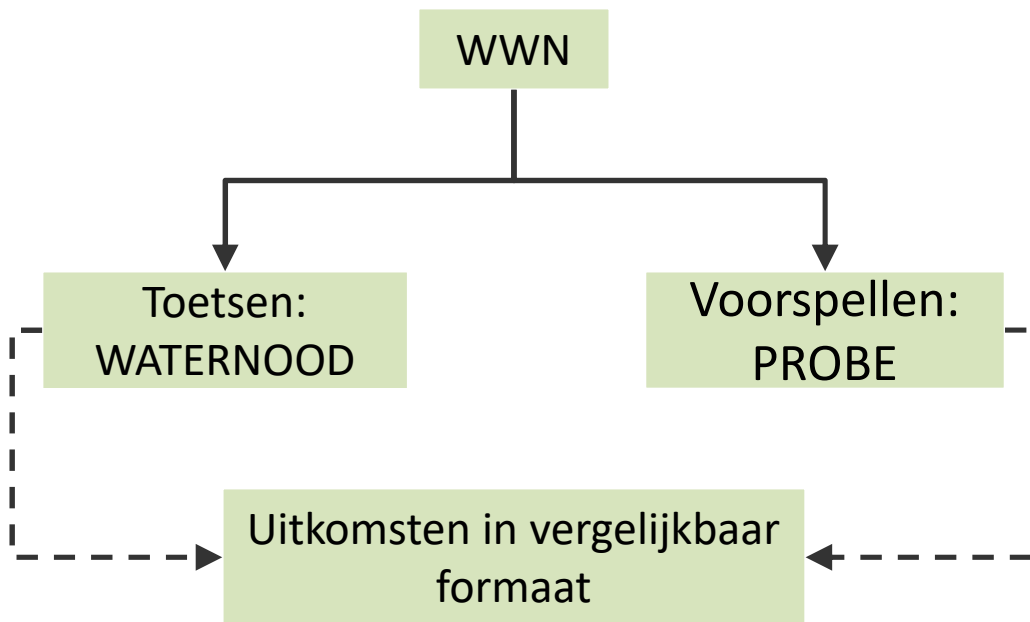 WWN
Toetsen:
WATERNOOD
Voorspellen:
PROBE
Uitkomsten in vergelijkbaar
formaat